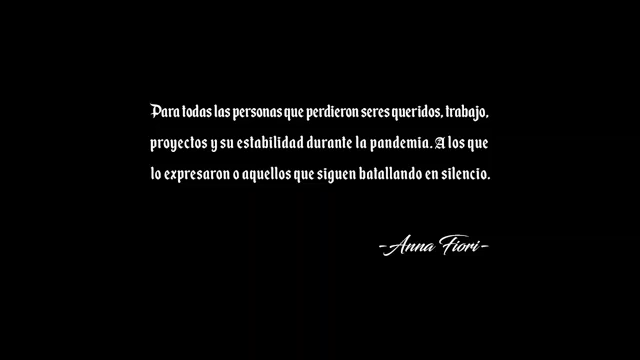 Para todas las personas que perdieron seres queridos, trabajo,
proyectos y su estabilidad durante la pandemia. A los que
lo expresaron o aquellos que siguen batallando en silencio.
-Anna Fiori-